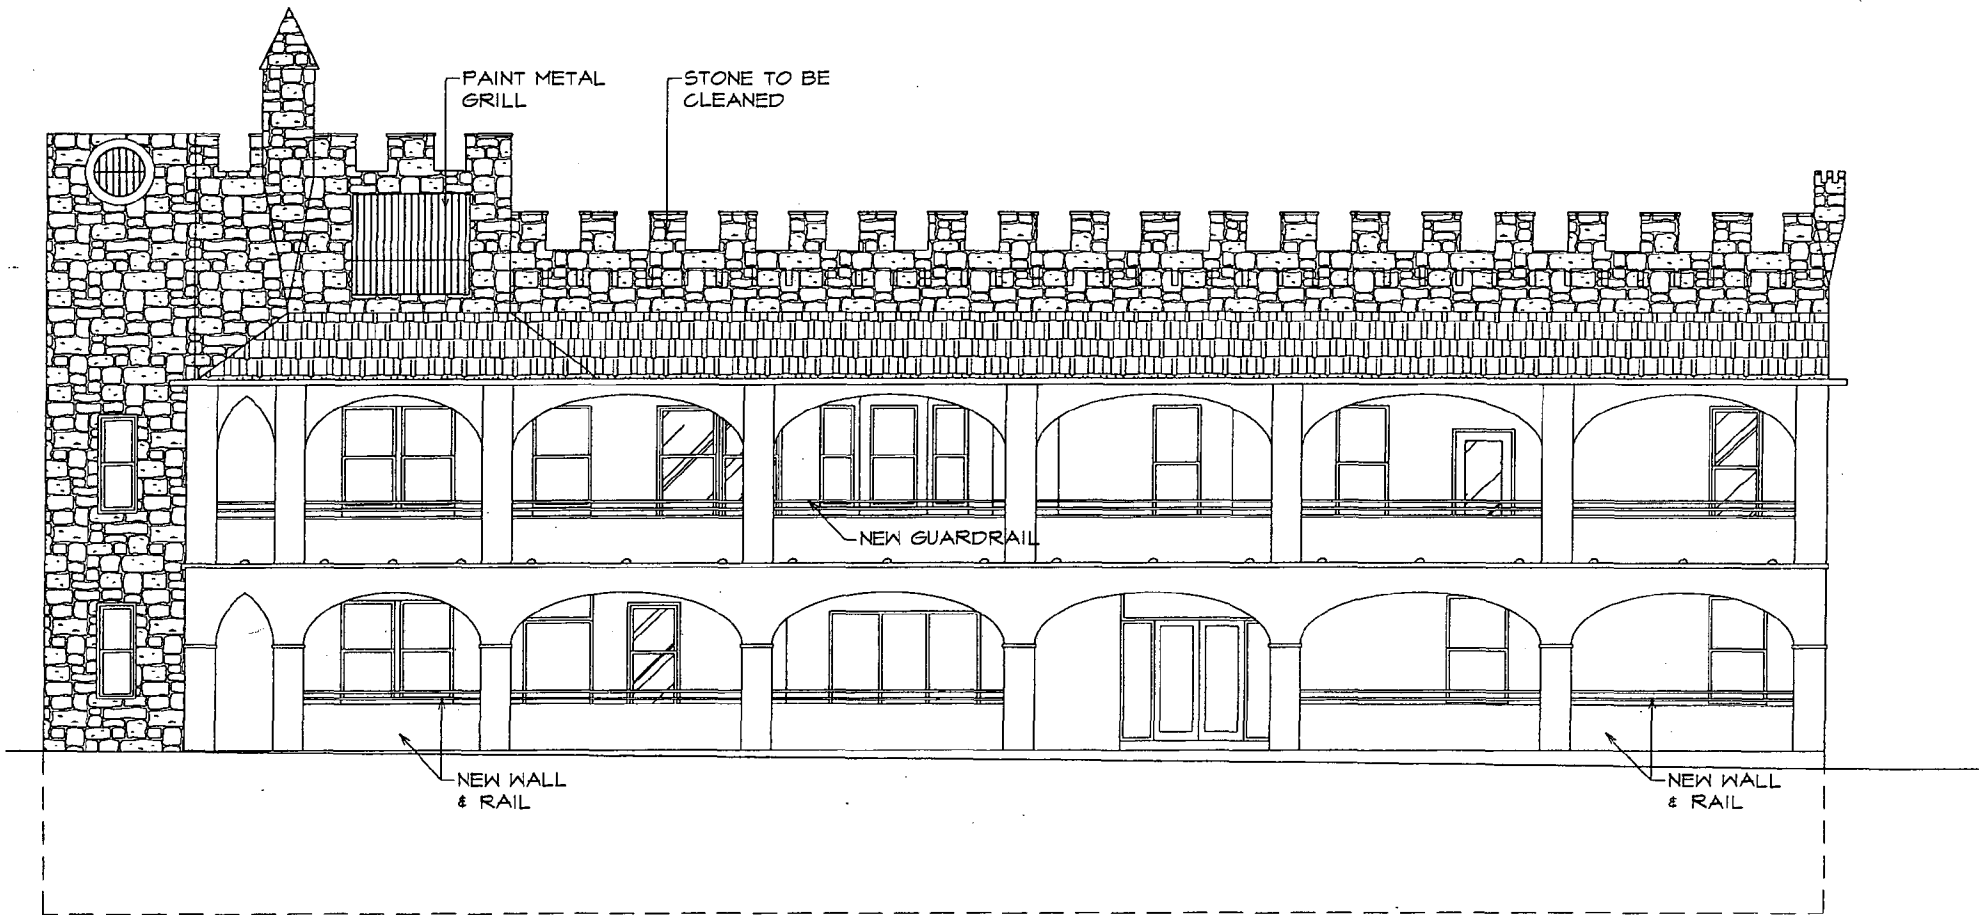 PAINT METAL
GRILL
STONE TO BE
CLEANED
NEW GUARDRAIL
NEW WALL
& RAIL
NEW WALL
& RAIL